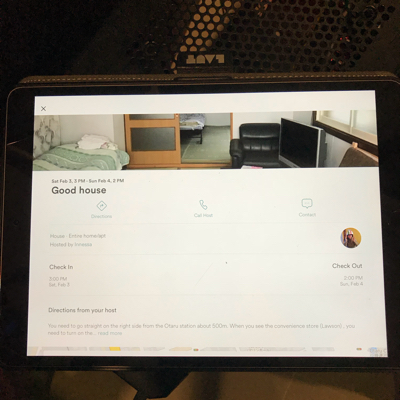 Sat Feb 3, 3 PM - Sun Feb 4, 2 PM
Good house
Directions
Call Host
Contact
House · Entire home/apt
Hosted by
Check In
Check Out
3:00 PM
2:00 PM
Sat, Feb 3
Sun, Feb 4
Directions from your host
You need to go straight on the right side from the Otaru station about 500m. When you see the convenience store (Lawson) , you
need to turn on the... read more